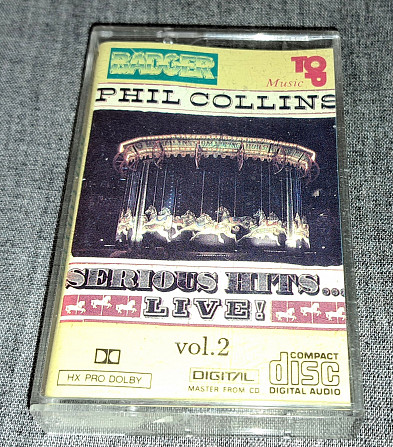 BADGER
TOP
Music
PHIL COLLINS
SERIOUS HITS...
LIVE!
vol.2
HX PRO DOLBY
DIGITAL
MASTER FROM CD
COMPACT
disc
DIGITAL AUDIO